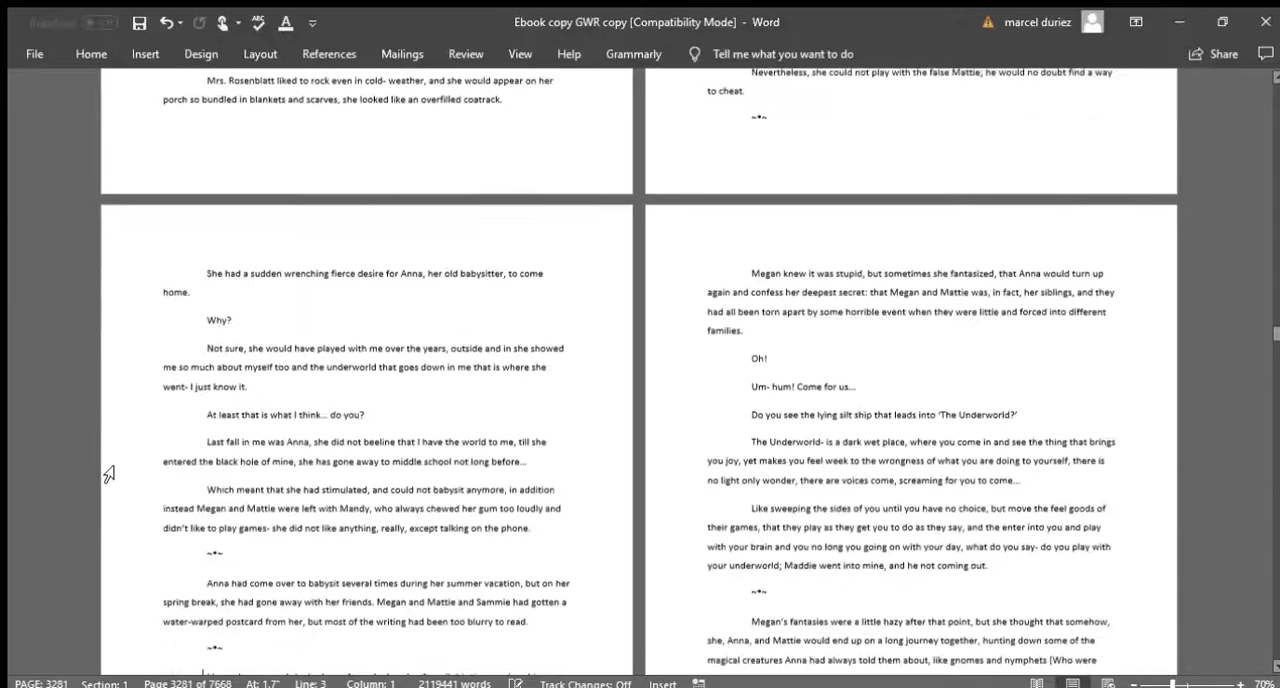 Ebook copy GWR copy [Compatibility Mode] - Word
marcel duriez
File Home Insert Design Layout References Mailings Review View Help Grammarly Tell me what you want to do Share
Mrs. Rosenblatt liked to rock even in cold- weather, and she would appear on her
porch so bundled in blankets and scarves, she looked like an overfilled coatrack.
Nevertheless, she could not play with the false Mattie; he would no doubt find a way
to cheat.
~*~
She had a sudden wrenching fierce desire for Anna, her old babysitter, to come
home.
Why?
Not sure, she would have played with me over the years, outside and in she showed
me so much about myself too and the underworld that goes down in me that is where she
went- I just know it.
At least that is what I think... do you?
Last fall in me was Anna, she did not beeline that I have the world to me, till she
entered the black hole of mine, she has gone away to middle school not long before...
Which meant that she had stimulated, and could not babysit anymore, in addition
instead Megan and Mattie were left with Mandy, who always chewed her gum too loudly and
didn't like to play games- she did not like anything, really, except talking on the phone.
~*~
Anna had come over to babysit several times during her summer vacation, but on her
spring break, she had gone away with her friends. Megan and Mattie and Sammie had gotten a
water-warped postcard from her, but most of the writing had been too blurry to read.
~*~
Megan knew it was stupid, but sometimes she fantasized, that Anna would turn up
again and confess her deepest secret: that Megan and Mattie was, in fact, her siblings, and they
had all been torn apart by some horrible event when they were little and forced into different
families.
Oh!
Um- hum! Come for us...
Do you see the lying silt ship that leads into 'The Underworld?'
The Underworld- is a dark wet place, where you come in and see the thing that brings
you joy, yet makes you feel week to the wrongness of what you are doing to yourself, there is
no light only wonder, there are voices come, screaming for you to come...
Like sweeping the sides of you until you have no choice, but move the feel goods of
their games, that they play as they get you to do as they say, and the enter into you and play
with your brain and you no long you going on with your day, what do you say- do you play with
your underworld; Maddie went into mine, and he not coming out.
~*~
Megan's fantasies were a little hazy after that point, but she thought that somehow,
she, Anna, and Mattie would end up on a long journey together, hunting down some of the
magical creatures Anna had always told them about, like gnomes and nymphets [Who were
PAGE: 3281 Section: 1 Page 3281 of 7668 At: 1.7" Line: 3 Column: 1 2119441 words Track Changes: Off Insert 70%